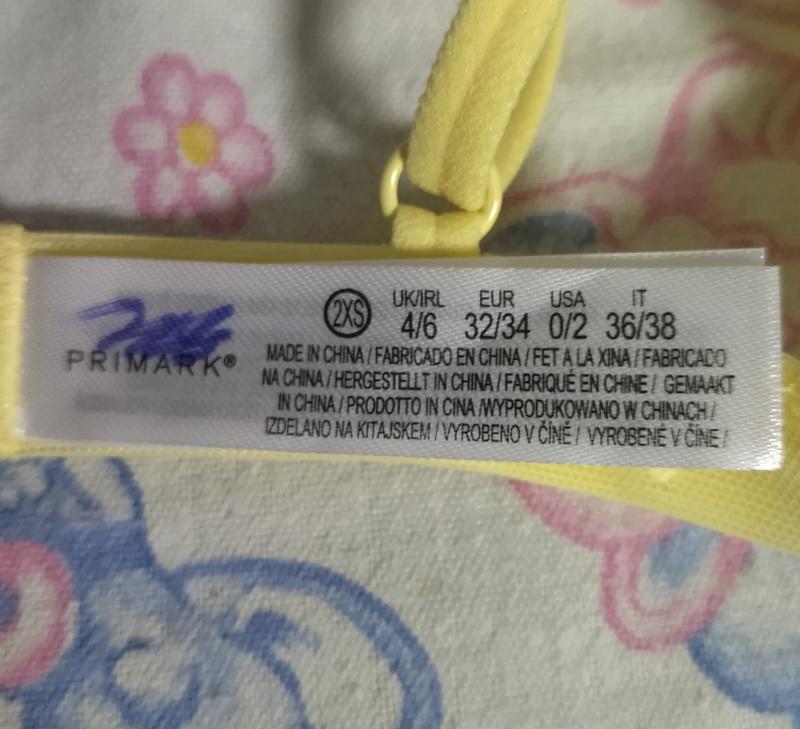 PRIMARK®
2XS
UK/IRL EUR USA IT
4/6 32/34 0/2 36/38
MADE IN CHINA / FABRICADO EN CHINA / FET A LA XINA / FABRICADO
NA CHINA / HERGESTELLT IN CHINA / FABRIQUÉ EN CHINE / GEMAAKT
IN CHINA / PRODOTTO IN CINA /WYPRODUKOWANO W CHINACH /
IZDELANO NA KITAJSKEM / VYROBENO V ČÍNĚ / VYROBENÉ V ČÍNE /